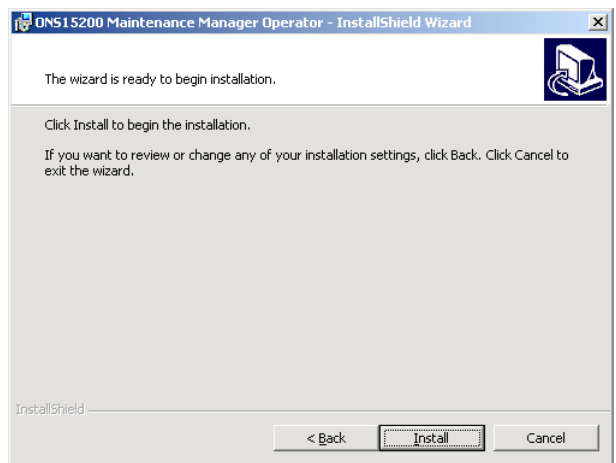 ONS15200 Maintenance Manager Operator - InstallShield Wizard
The wizard is ready to begin installation.
Click Install to begin the installation.
If you want to review or change any of your installation settings, click Back. Click Cancel to
exit the wizard.
InstallShield
< Back Install Cancel